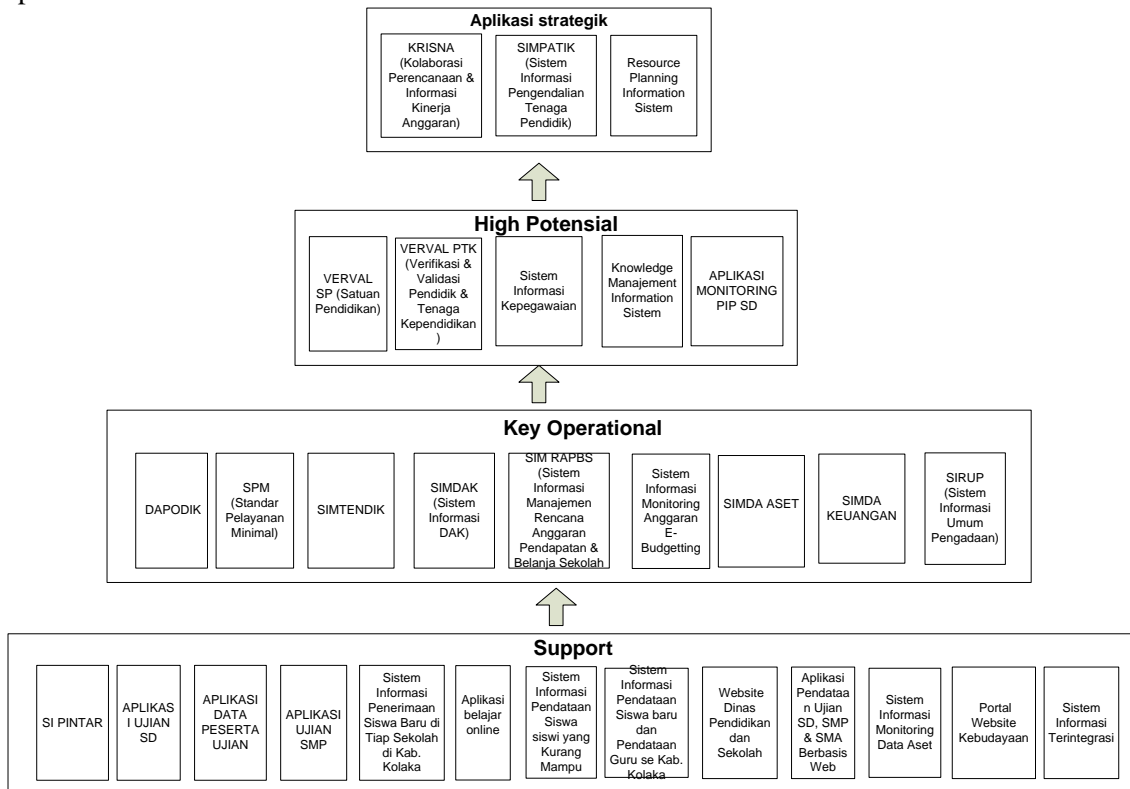 Aplikasi strategik
KRISNA
(Kolaborasi
Perencanaan &
Informasi
Kinerja
Anggaran)
SIMPATIK
(Sistem
Informasi
Pengendalian
Tenaga
Pendidik)
Resource
Planning
Information
Sistem
High Potensial
VERVAL
SP (Satuan
Pendidikan)
VERVAL PTK
(Verifikasi &
Validasi
Pendidik &
Tenaga
Kependidikan
)
Sistem
Informasi
Kepegawaian
Knowledge
Manajement
Information
Sistem
APLIKASI
MONITORING
PIP SD
Key Operational
DAPODIK
SPM
(Standar
Pelayanan
Minimal)
SIMTENDIK
SIMDAK
(Sistem
Informasi
DAK)
SIM RAPBS
(Sistem
Informasi
Manajemen
Rencana
Anggaran
Pendapatan &
Belanja Sekolah
Sistem
Informasi
Monitoring
Anggaran
E-
Budgetting
SIMDA ASET
SIMDA
KEUANGAN
SIRUP
(Sistem
Informasi
Umum
Pengadaan)
Support
SI PINTAR
APLIKAS
I UJIAN
SD
APLIKASI
DATA
PESERTA
UJIAN
APLIKASI
UJIAN
SMP
Sistem
Informasi
Penerimaan
Siswa Baru di
Tiap Sekolah
di Kab.
Kolaka
Aplikasi
belajar
online
Sistem
Informasi
Pendataan
Siswa
siswi yang
Kurang
Mampu
Sistem
Informasi
Pendataan
Siswa baru
dan
Pendataan
Guru se Kab.
Kolaka
Website
Dinas
Pendidikan
dan
Sekolah
Aplikasi
Pendataa
n Ujian
SD, SMP
& SMA
Berbasis
Web
Sistem
Informasi
Monitoring
Data Aset
Portal
Website
Kebudayaan
Sistem
Informasi
Terintegrasi